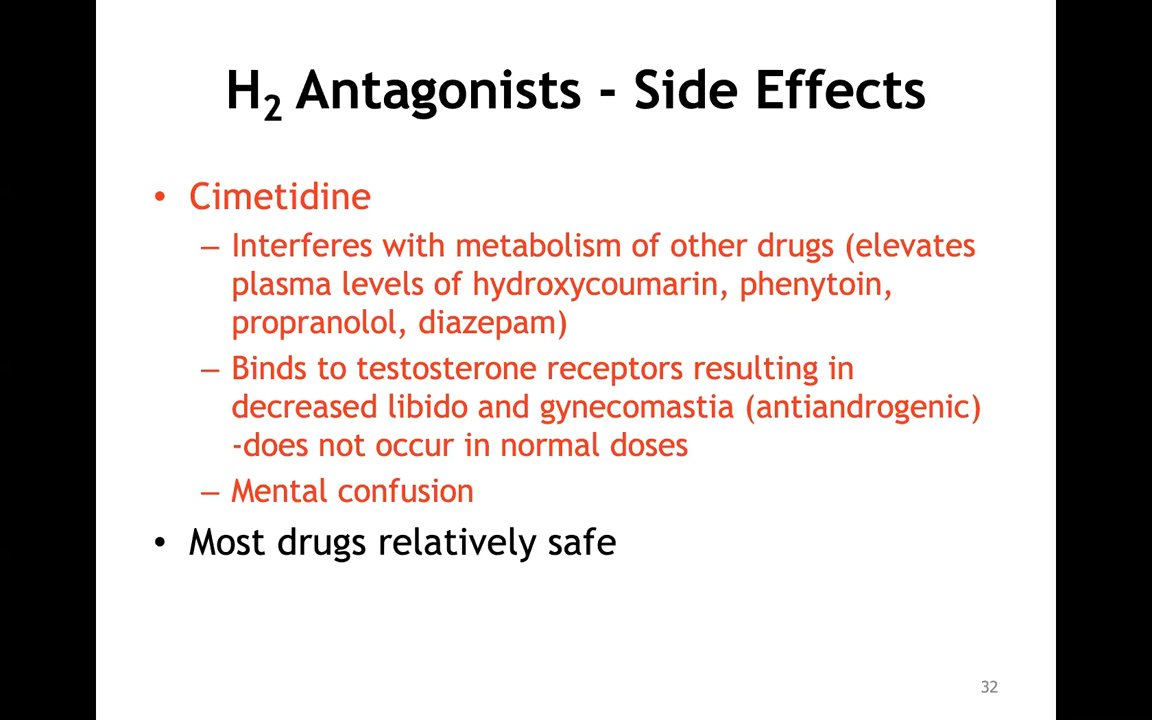 H₂ Antagonists - Side Effects
• Cimetidine
– Interferes with metabolism of other drugs (elevates
plasma levels of hydroxycoumarin, phenytoin,
propranolol, diazepam)
– Binds to testosterone receptors resulting in
decreased libido and gynecomastia (antiandrogenic)
-does not occur in normal doses
– Mental confusion
• Most drugs relatively safe
32